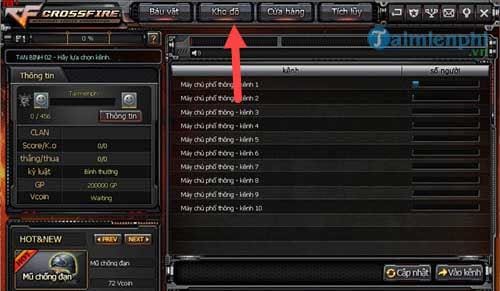 CROSSFIRE
Báu vật Kho đồ Cửa hàng Tích lũy
0 %
Taimienphi
.vn
TAN BINH 02 - Hãy lựa chọn kênh.
Thông tin
Taimienphi
0 / 456 Thông tin
CLAN
Score/K.o 0/0
thắng/thua 0/0
kỷ luật Bình thường
GP 200000 GP
Vcoin Waiting
HOT&NEW PREV NEXT
HOT
Mũ chống đạn
Mũ chống đạn
72 Vcoin
kênh số người
Máy chủ phổ thông - kênh 1
Máy chủ phổ thông - kênh 2
Máy chủ phổ thông - kênh 3
Máy chủ phổ thông - kênh 4
Máy chủ phổ thông - kênh 5
Máy chủ phổ thông - kênh 6
Máy chủ phổ thông - kênh 7
Máy chủ phổ thông - kênh 8
Máy chủ phổ thông - kênh 9
Máy chủ phổ thông - kênh 10
Cập nhật Vào kênh